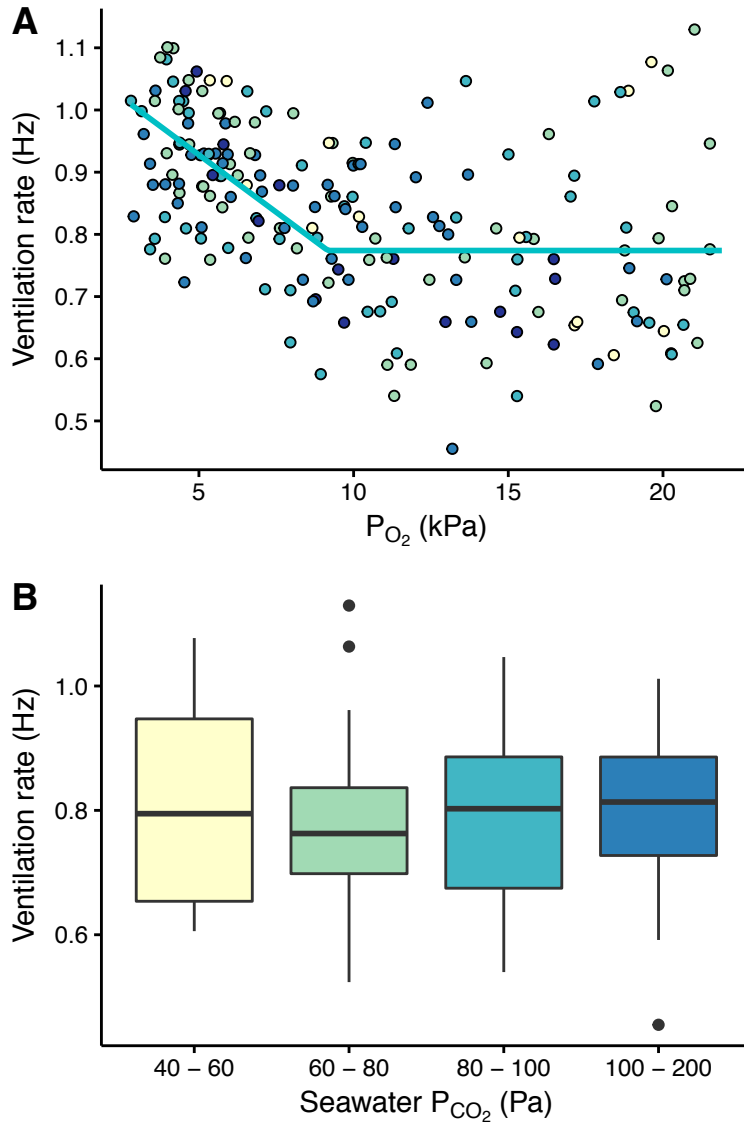 A
1.1
1.0
0.9
0.8
0.7
0.6
0.5
Ventilation rate (Hz)
5 10 15 20
P_O₂ (kPa)
B
1.0
0.8
0.6
Ventilation rate (Hz)
40 – 60 60 – 80 80 – 100 100 – 200
Seawater P_CO₂ (Pa)